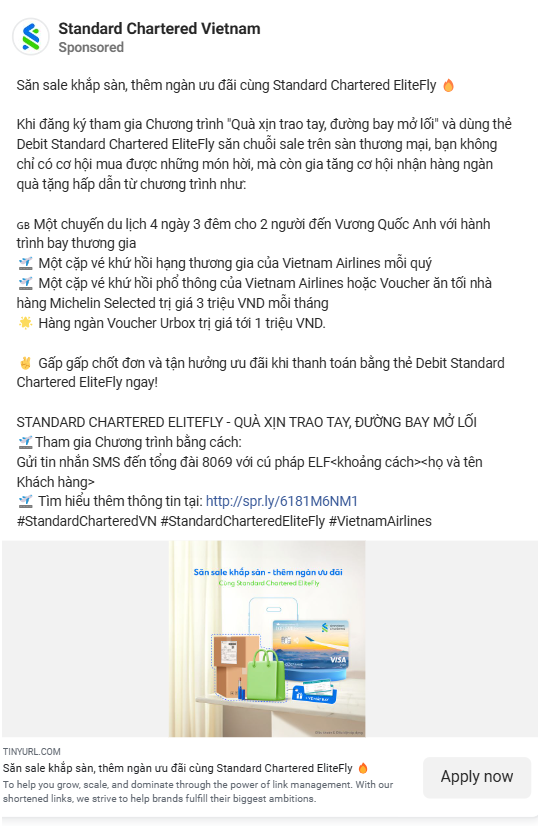 Standard Chartered Vietnam
Sponsored
Săn sale khắp sàn, thêm ngàn ưu đãi cùng Standard Chartered EliteFly 🔥
Khi đăng ký tham gia Chương trình "Quà xịn trao tay, đường bay mở lối" và dùng thẻ
Debit Standard Chartered EliteFly săn chuỗi sale trên sàn thương mại, bạn không
chỉ có cơ hội mua được những món hời, mà còn gia tăng cơ hội nhận hàng ngàn
quà tặng hấp dẫn từ chương trình như:
GB Một chuyến du lịch 4 ngày 3 đêm cho 2 người đến Vương Quốc Anh với hành
trình bay thương gia
🛫 Một cặp vé khứ hồi hạng thương gia của Vietnam Airlines mỗi quý
🛫 Một cặp vé khứ hồi phổ thông của Vietnam Airlines hoặc Voucher ăn tối nhà
hàng Michelin Selected trị giá 3 triệu VND mỗi tháng
🌟 Hàng ngàn Voucher Urbox trị giá tới 1 triệu VND.
✌️ Gấp gấp chốt đơn và tận hưởng ưu đãi khi thanh toán bằng thẻ Debit Standard
Chartered EliteFly ngay!
STANDARD CHARTERED ELITEFLY - QUÀ XỊN TRAO TAY, ĐƯỜNG BAY MỞ LỐI
🛫Tham gia Chương trình bằng cách:
Gửi tin nhắn SMS đến tổng đài 8069 với cú pháp ELF<khoảng cách><họ và tên
Khách hàng>
🛫 Tìm hiểu thêm thông tin tại: http://spr.ly/6181M6NM1
#StandardCharteredVN #StandardCharteredEliteFly #VietnamAirlines
Săn sale khắp sàn - thêm ngàn ưu đãi
Cùng Standard Chartered EliteFly
standard chartered
VISA
TINYURL.COM
Săn sale khắp sàn, thêm ngàn ưu đãi cùng Standard Chartered EliteFly 🔥
To help you grow, scale, and dominate through the power of link management. With our
shortened links, we strive to help brands fulfill their biggest ambitions.
Apply now